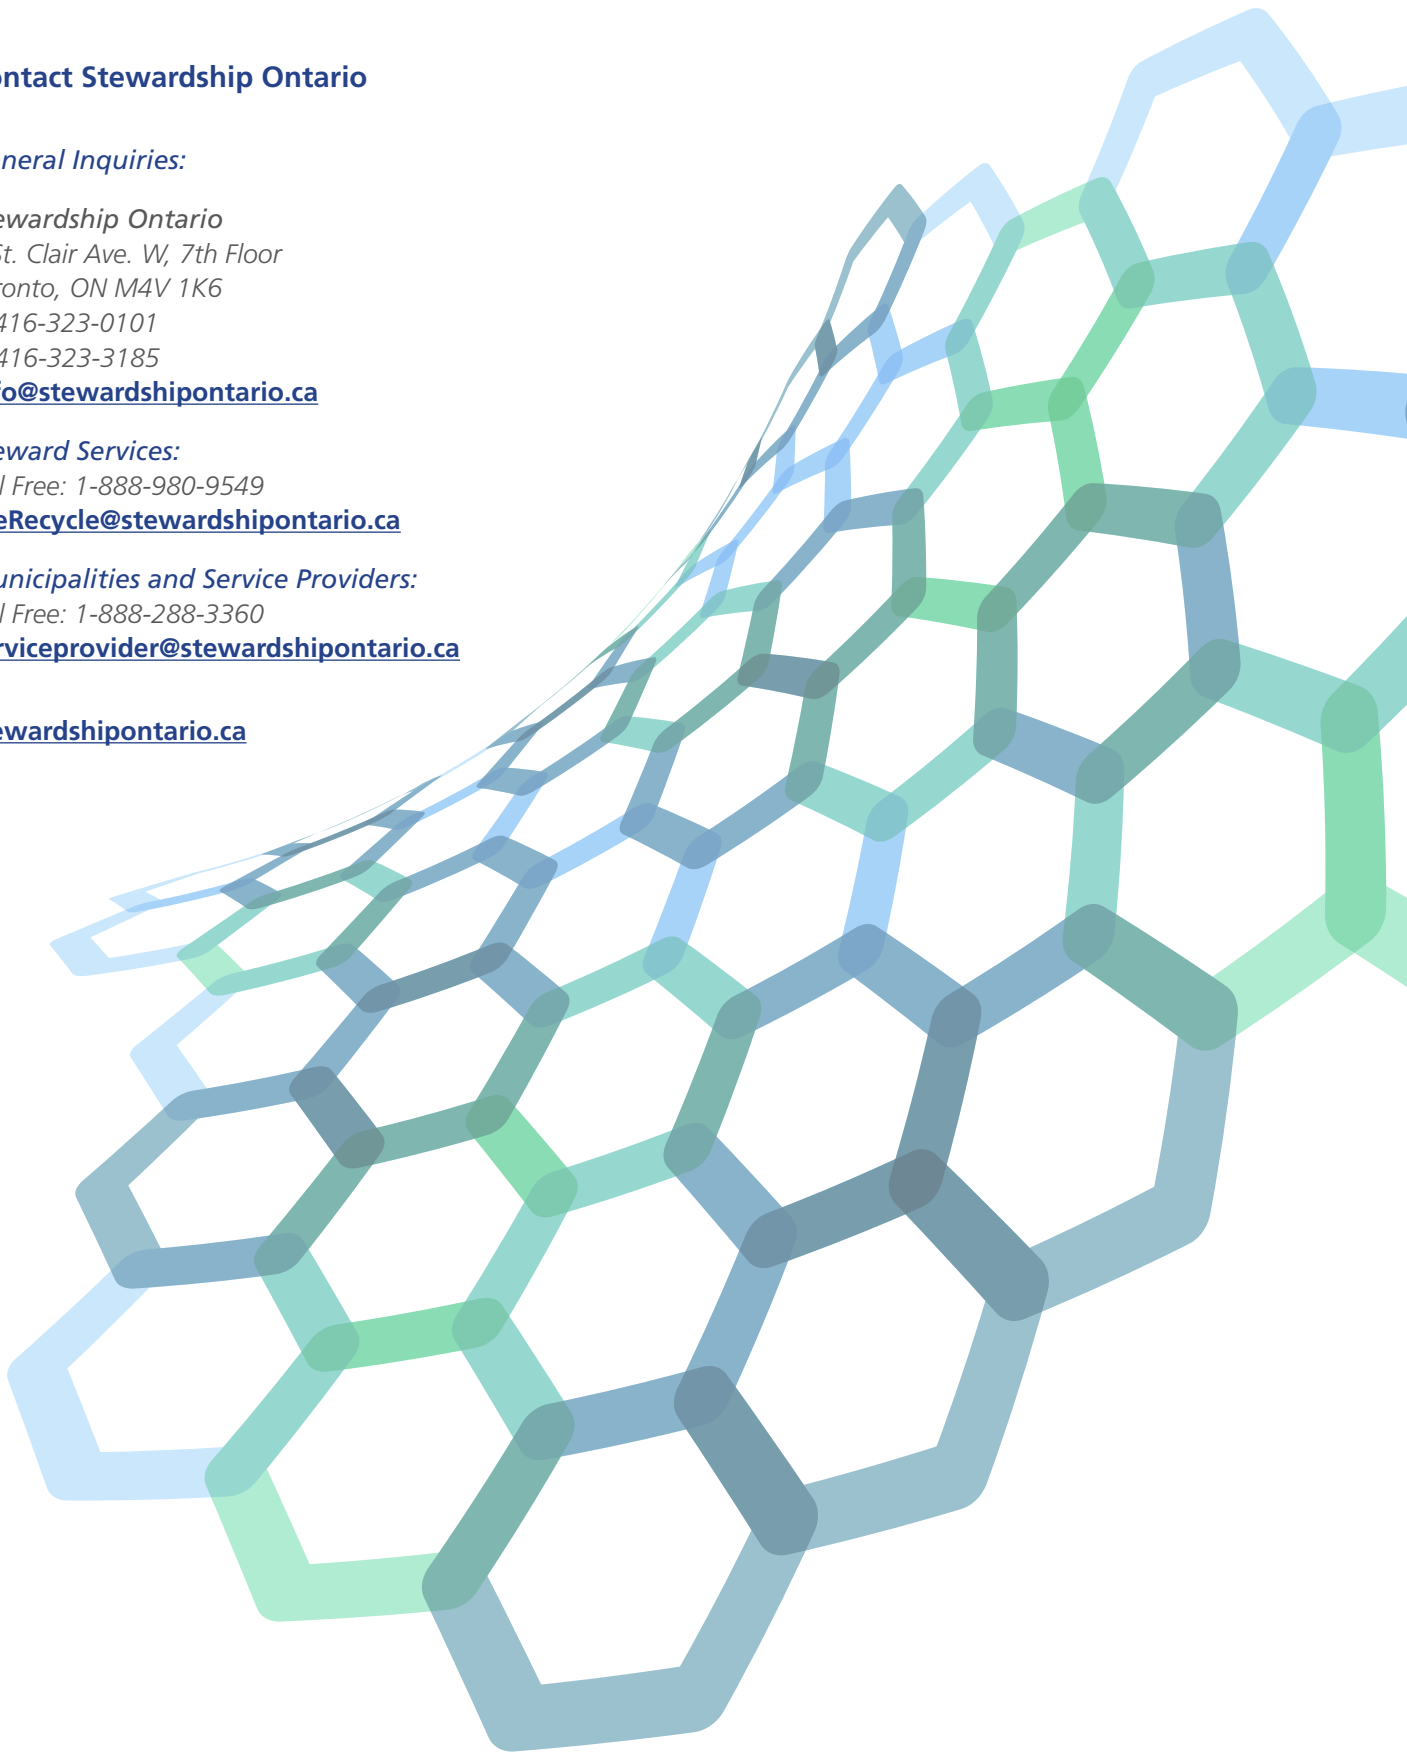 ontact Stewardship Ontario
neral Inquiries:
ewardship Ontario
St. Clair Ave. W, 7th Floor
ronto, ON M4V 1K6
416-323-0101
416-323-3185
fo@stewardshipontario.ca
eward Services:
l Free: 1-888-980-9549
eRecycle@stewardshipontario.ca
unicipalities and Service Providers:
l Free: 1-888-288-3360
rviceprovider@stewardshipontario.ca
ewardshipontario.ca